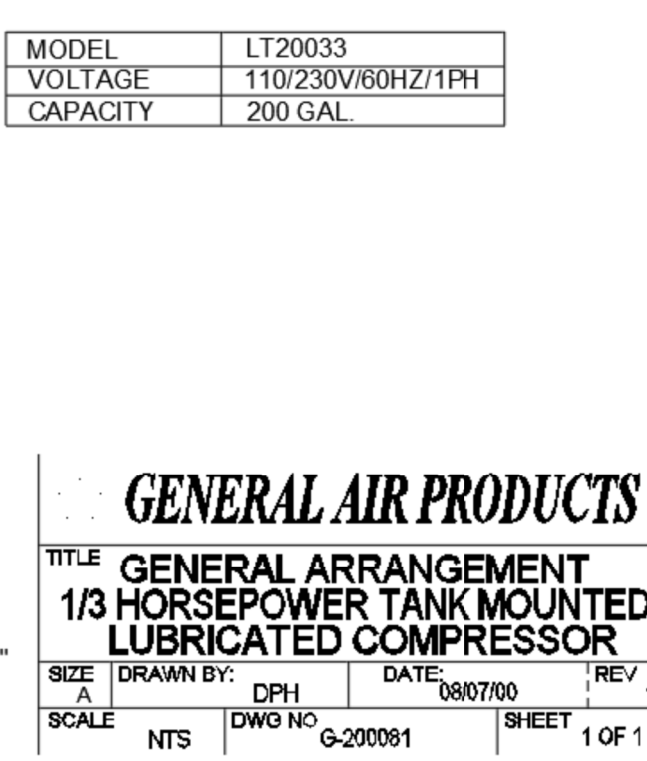 MODEL LT20033
VOLTAGE 110/230V/60HZ/1PH
CAPACITY 200 GAL.
GENERAL AIR PRODUCTS
TITLE GENERAL ARRANGEMENT
1/3 HORSEPOWER TANK MOUNTED
LUBRICATED COMPRESSOR
"
SIZE DRAWN BY: DATE: REV
A DPH 08/07/00
SCALE DWG NO SHEET
NTS G-200081 1 OF 1